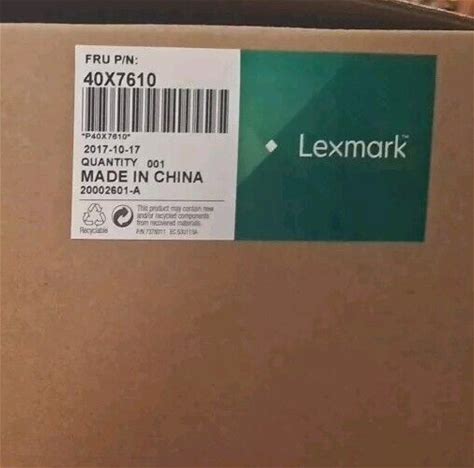 FRU P/N:
40X7610
"P40X7610"
2017-10-17
QUANTITY 001
MADE IN CHINA
20002601-A
Recyclable
This product may contain new
and/or recycled components
from recovered materials.
Lexmark™